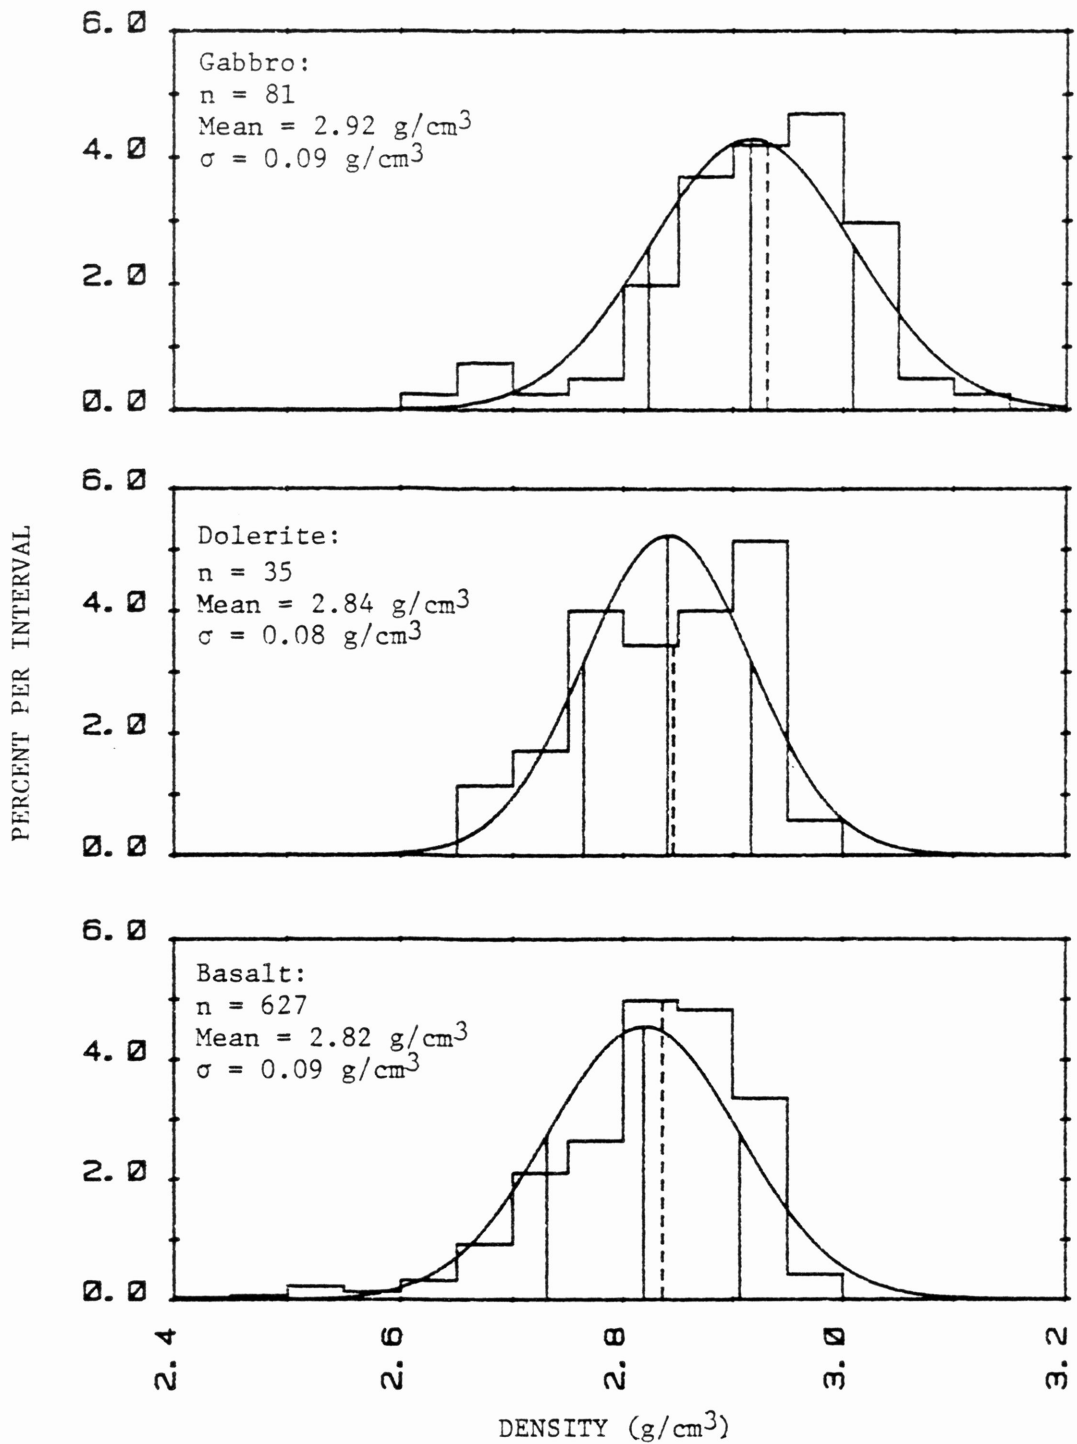 6.0
Gabbro:
n = 81
Mean = 2.92 g/cm3
σ = 0.09 g/cm3
4.0
2.0
0.0
6.0
Dolerite:
n = 35
Mean = 2.84 g/cm3
σ = 0.08 g/cm3
4.0
2.0
0.0
PERCENT PER INTERVAL
6.0
Basalt:
n = 627
Mean = 2.82 g/cm3
σ = 0.09 g/cm3
4.0
2.0
0.0
2.4 2.6 2.8 3.0 3.2
DENSITY (g/cm3)